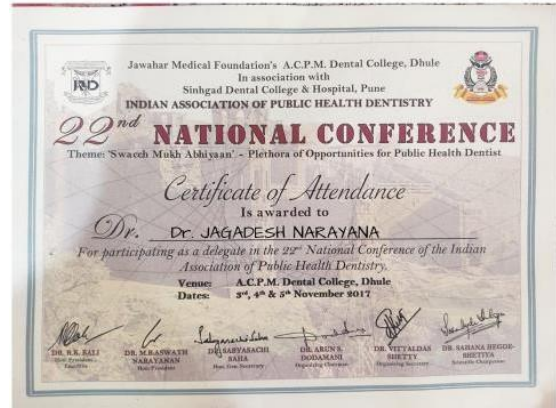 Jawahar Medical Foundation's A.C.P.M. Dental College, Dhule
In association with
Sinhgad Dental College & Hospital, Pune
INDIAN ASSOCIATION OF PUBLIC HEALTH DENTISTRY
22nd NATIONAL CONFERENCE
Theme: 'Swacch Mukh Abhiyaan' - Plethora of Opportunities for Public Health Dentist
Certificate of Attendance
Is awarded to
Dr. Dr. JAGADESH NARAYANA
For participating as a delegate in the 22nd National Conference of the Indian
Association of Public Health Dentistry.
Venue: A.C.P.M. Dental College, Dhule
Dates: 3rd, 4th & 5th November 2017
DR. R.K. BALI DR. M.B.ASWATH DR. SABYASACHI DR. ARUN S. DR. VITTALDAS DR. SAHANA HEGDE-
NARAYANAN SAHA DODAMANI SHETTY SHETIYA
Hon. President Hon. Gen. Secretary Organizing Chairman Organizing Secretary Scientific Chairperson